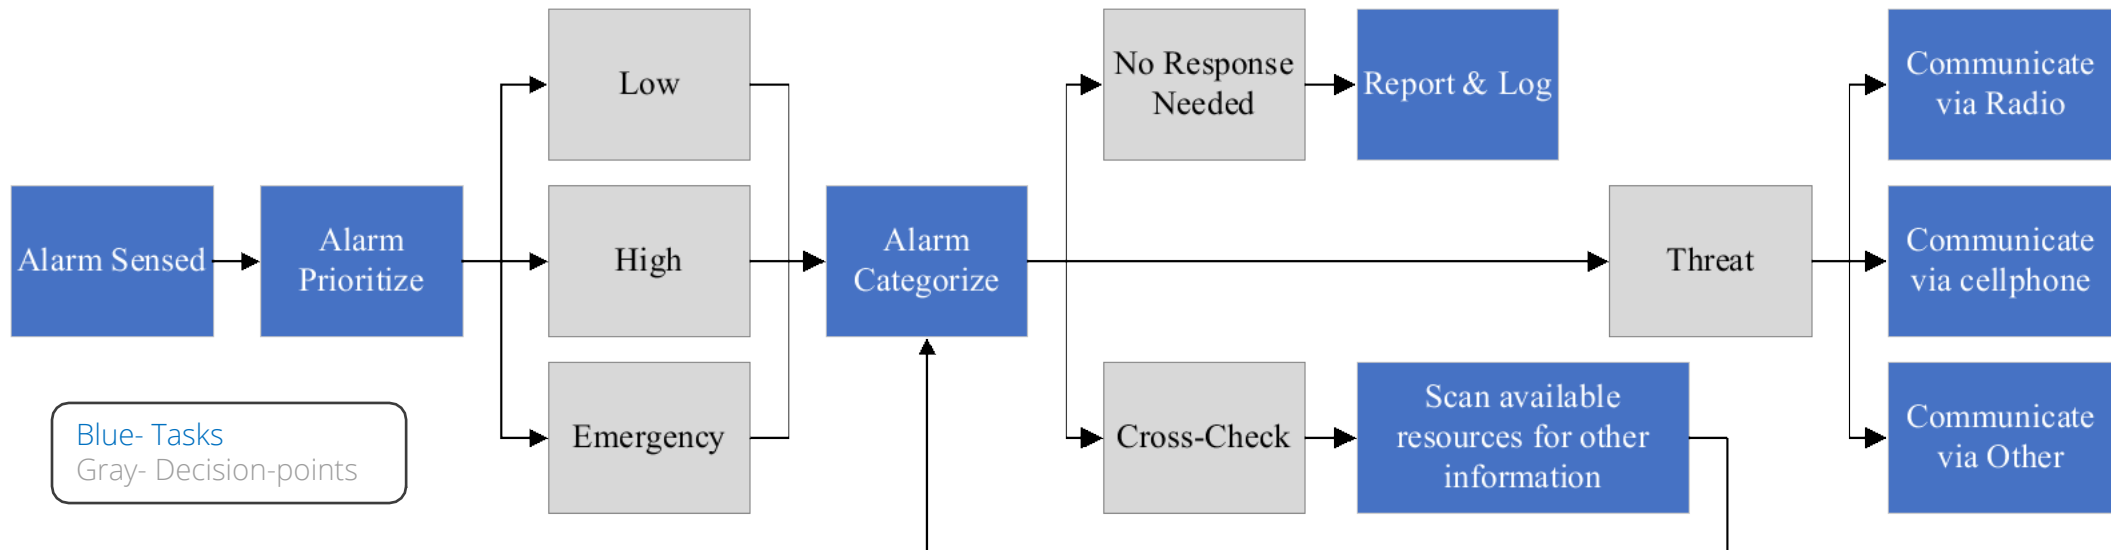 Alarm Sensed
Alarm
Prioritize
Low
High
Emergency
Alarm
Categorize
No Response
Needed
Report & Log
Threat
Cross-Check
Scan available
resources for other
information
Communicate
via Radio
Communicate
via cellphone
Communicate
via Other
Blue- Tasks
Gray- Decision-points